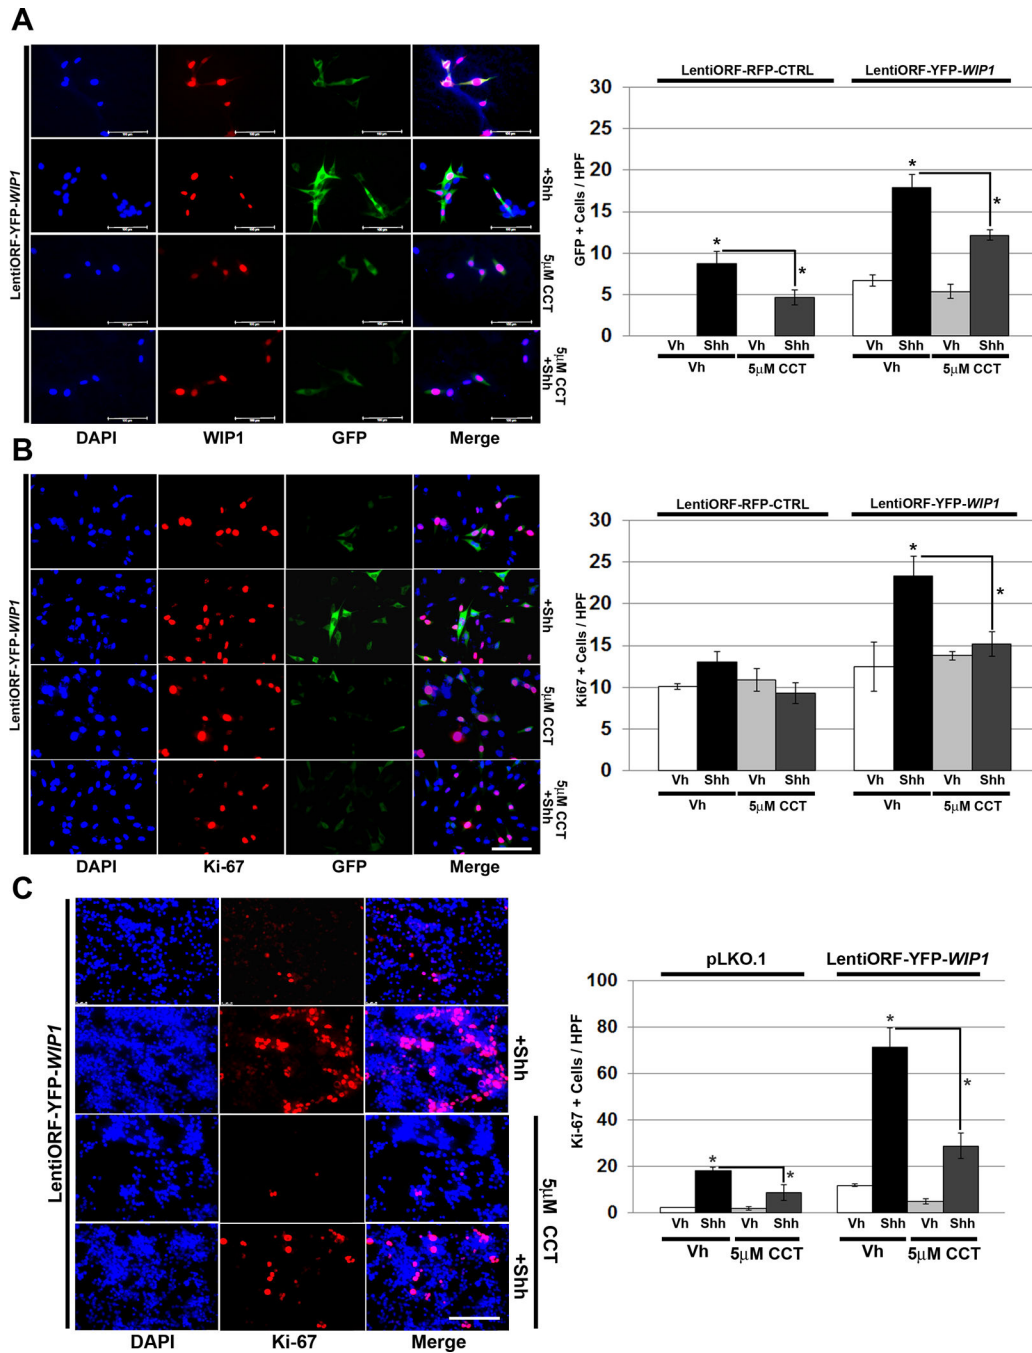 A
LentiORF-YFP-WIP1
+Shh
5μM CCT
5μM CCT
+Shh
DAPI
WIP1
GFP
Merge
LentiORF-RFP-CTRL
LentiORF-YFP-WIP1
GFP + Cells / HPF
30
25
20
15
10
5
0
*
*
*
*
Vh
Shh
Vh
Shh
Vh
Shh
Vh
Shh
Vh
5μM CCT
Vh
5μM CCT
B
LentiORF-YFP-WIP1
+Shh
5μM CCT
5μM CCT
+Shh
DAPI
Ki-67
GFP
Merge
LentiORF-RFP-CTRL
LentiORF-YFP-WIP1
Ki67 + Cells / HPF
30
25
20
15
10
5
0
*
*
Vh
Shh
Vh
Shh
Vh
Shh
Vh
Shh
Vh
5μM CCT
Vh
5μM CCT
C
LentiORF-YFP-WIP1
+Shh
5μM CCT
+Shh
DAPI
Ki-67
Merge
pLKO.1
LentiORF-YFP-WIP1
Ki-67 + Cells / HPF
100
80
60
40
20
0
*
*
*
*
Vh
Shh
Vh
Shh
Vh
Shh
Vh
Shh
Vh
5μM CCT
Vh
5μM CCT